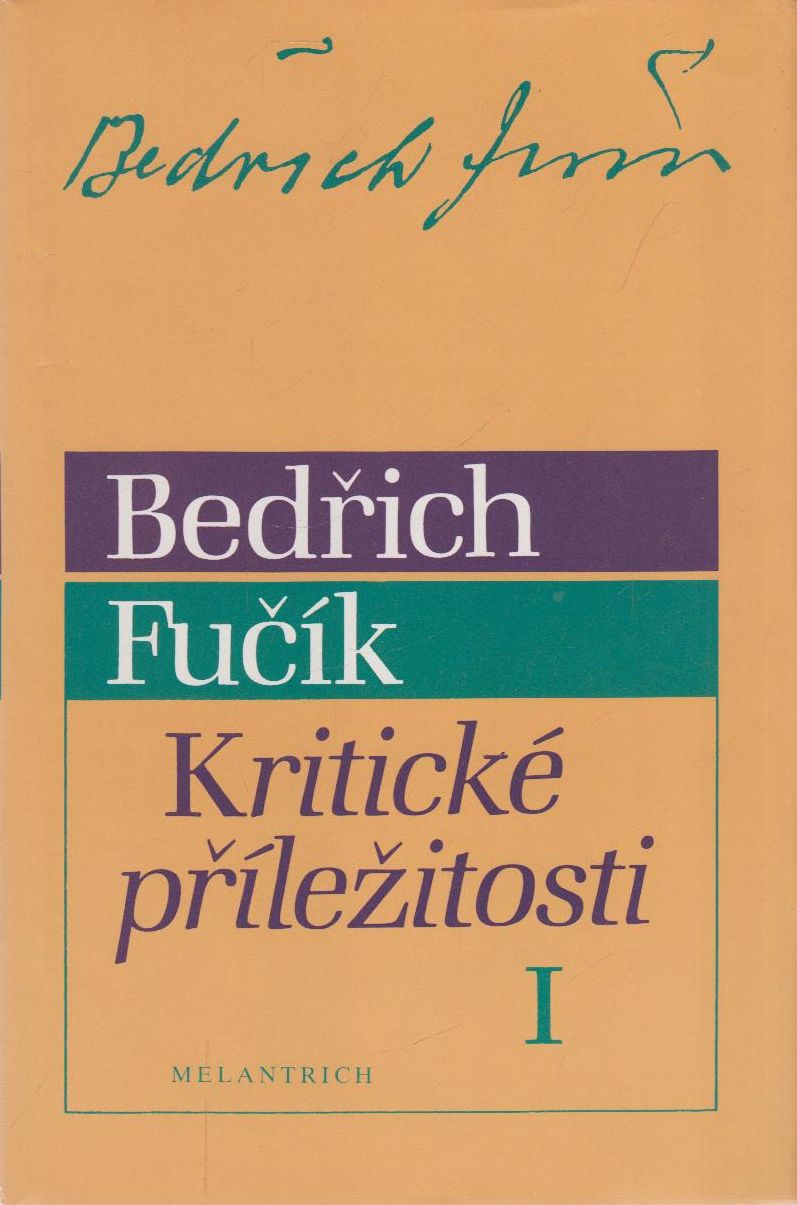 Bedřich Fučík
Bedřich
Fučík
Kritické
příležitosti
I
MELANTRICH